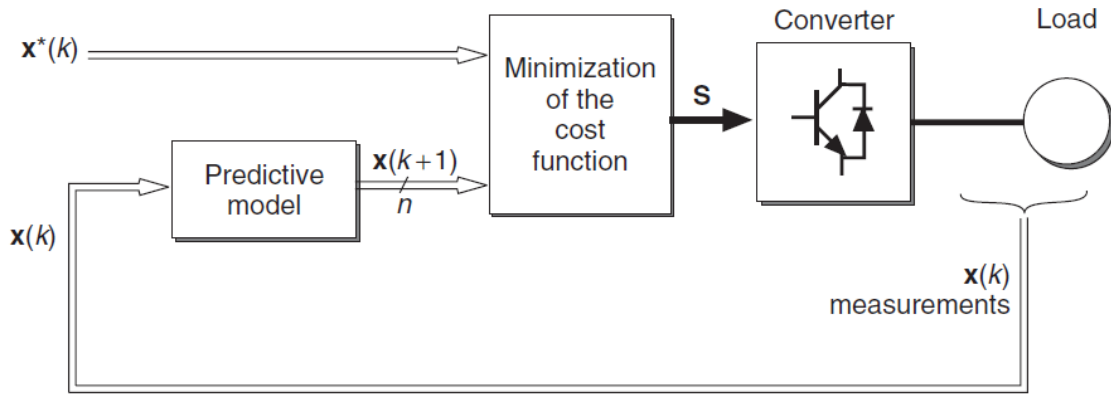 Converter
Load
x*(k)
Minimization
of the
cost
function
S
Predictive
model
x(k+1)
n
x(k)
x(k)
measurements